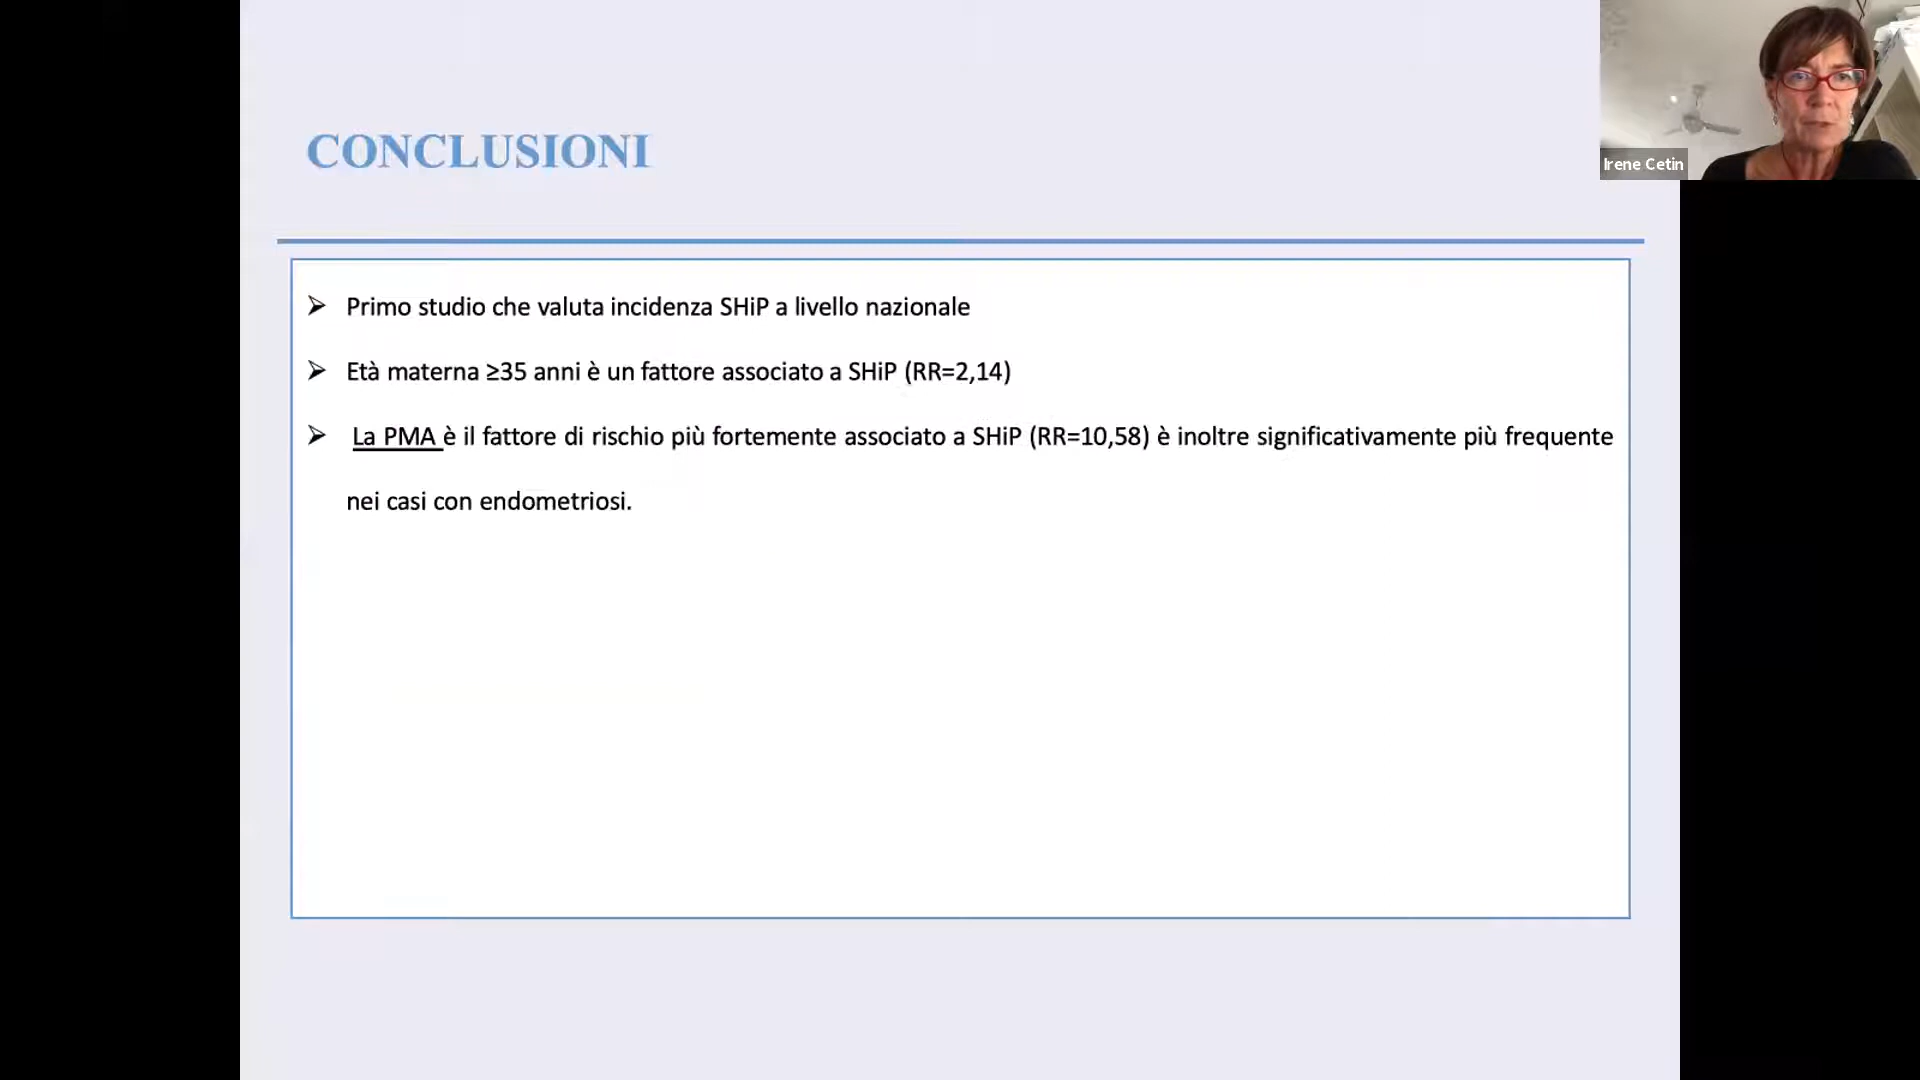 CONCLUSIONI
Irene Cetin
➢ Primo studio che valuta incidenza SHiP a livello nazionale
➢ Età materna ≥35 anni è un fattore associato a SHiP (RR=2,14)
➢ La PMA è il fattore di rischio più fortemente associato a SHiP (RR=10,58) è inoltre significativamente più frequente
nei casi con endometriosi.